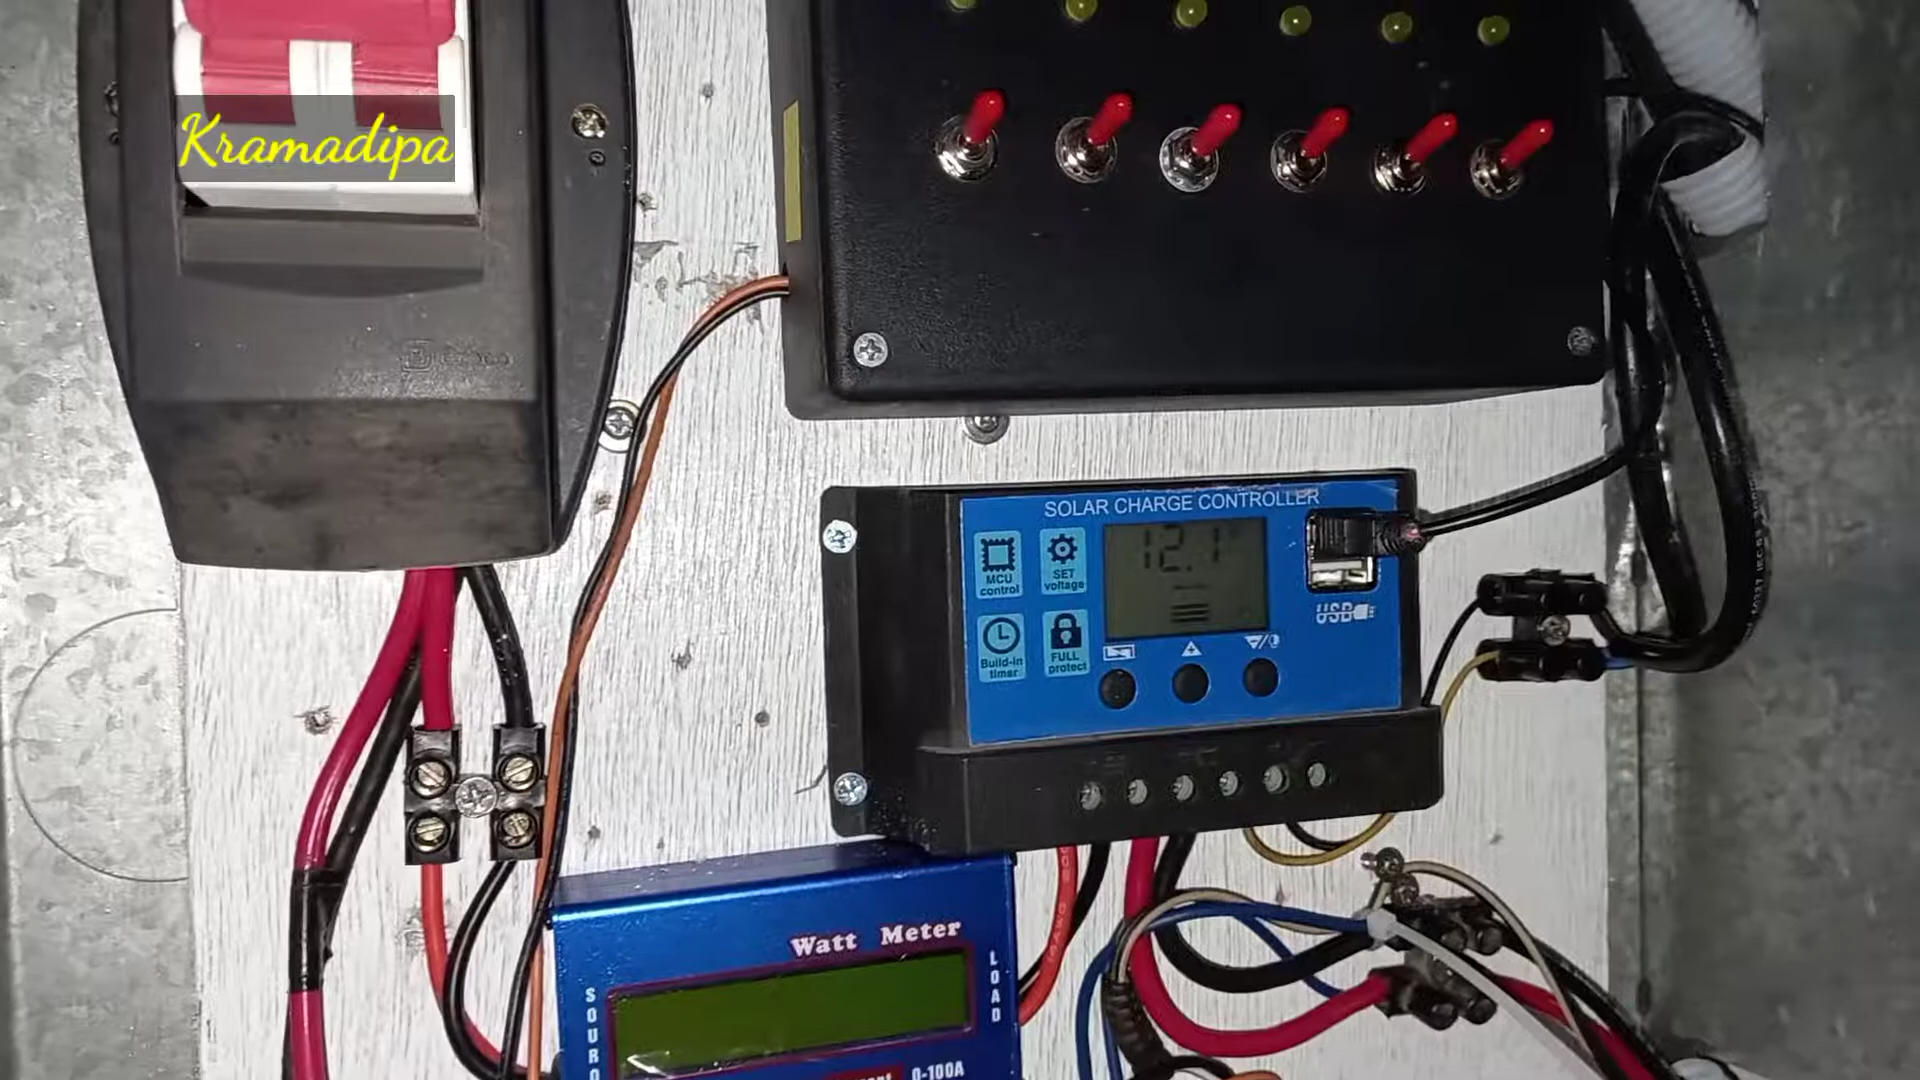 Kramadipa
SOLAR CHARGE CONTROLLER
12.1
MCU
control
SET
voltage
Build-in
timer
FULL
protect
USB
Watt Meter
SOUR
LOAD
0-100A